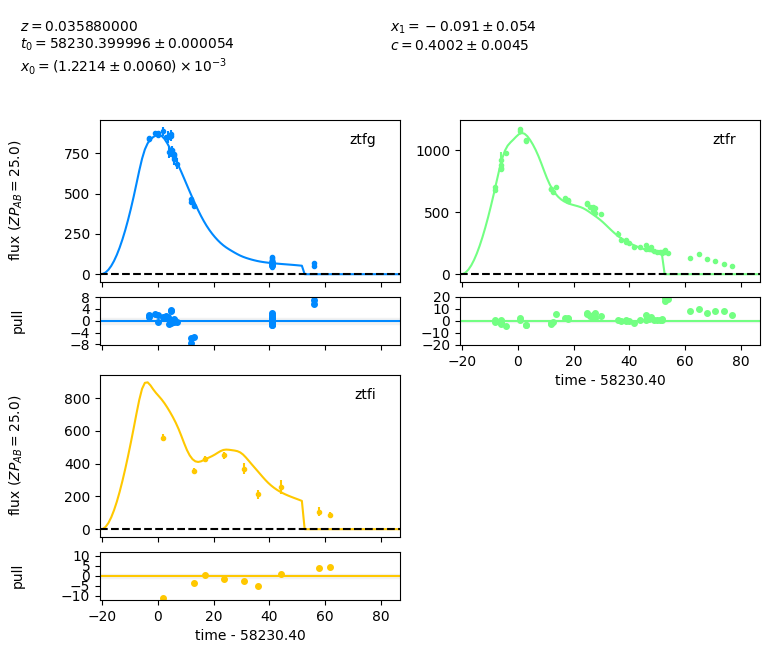 z = 0.035880000
t₀ = 58230.399996 ± 0.000054
x₀ = (1.2214 ± 0.0060) × 10⁻³
x₁ = −0.091 ± 0.054
c = 0.4002 ± 0.0045
ztfg
flux (ZP_AB = 25.0)
750
500
250
0
ztfr
1000
500
0
pull
8
4
0
−4
−8
20
10
0
−10
−20
−20 0 20 40 60 80
time - 58230.40
ztfi
flux (ZP_AB = 25.0)
800
600
400
200
0
pull
10
5
0
−5
−10
−20 0 20 40 60 80
time - 58230.40